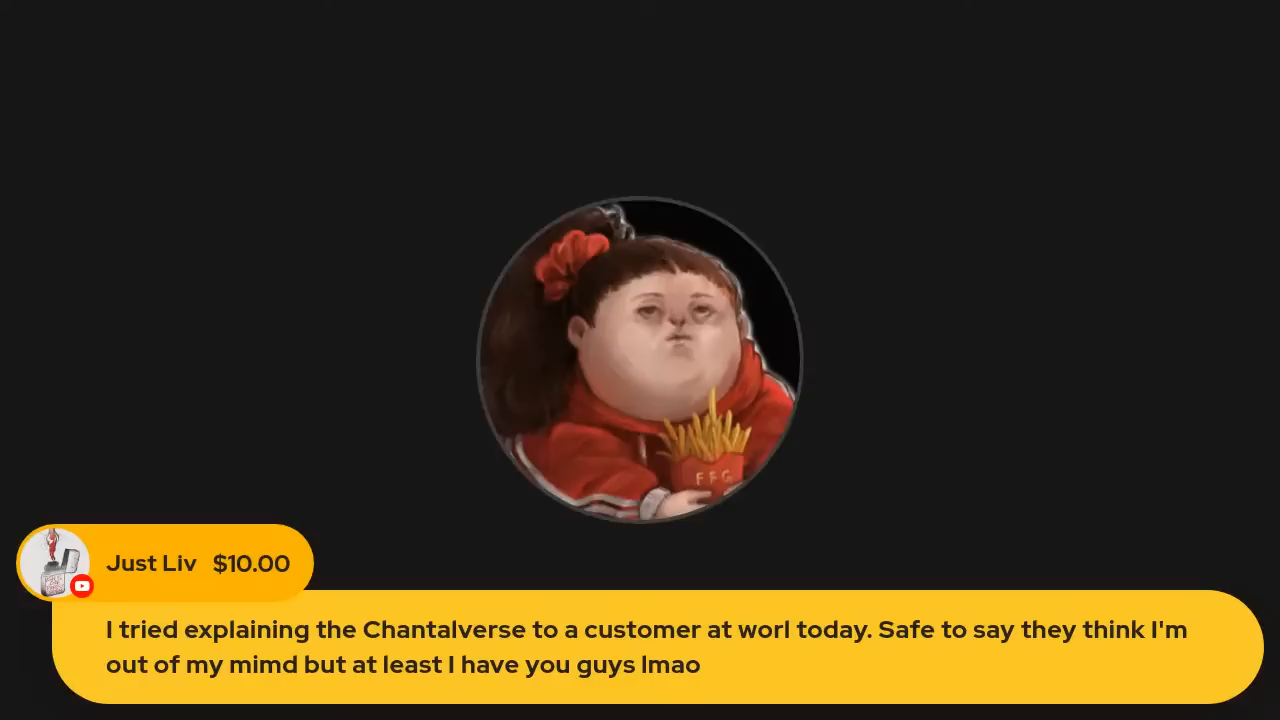 FFG
Just Liv $10.00
I tried explaining the Chantalverse to a customer at worl today. Safe to say they think I'm
out of my mimd but at least I have you guys lmao